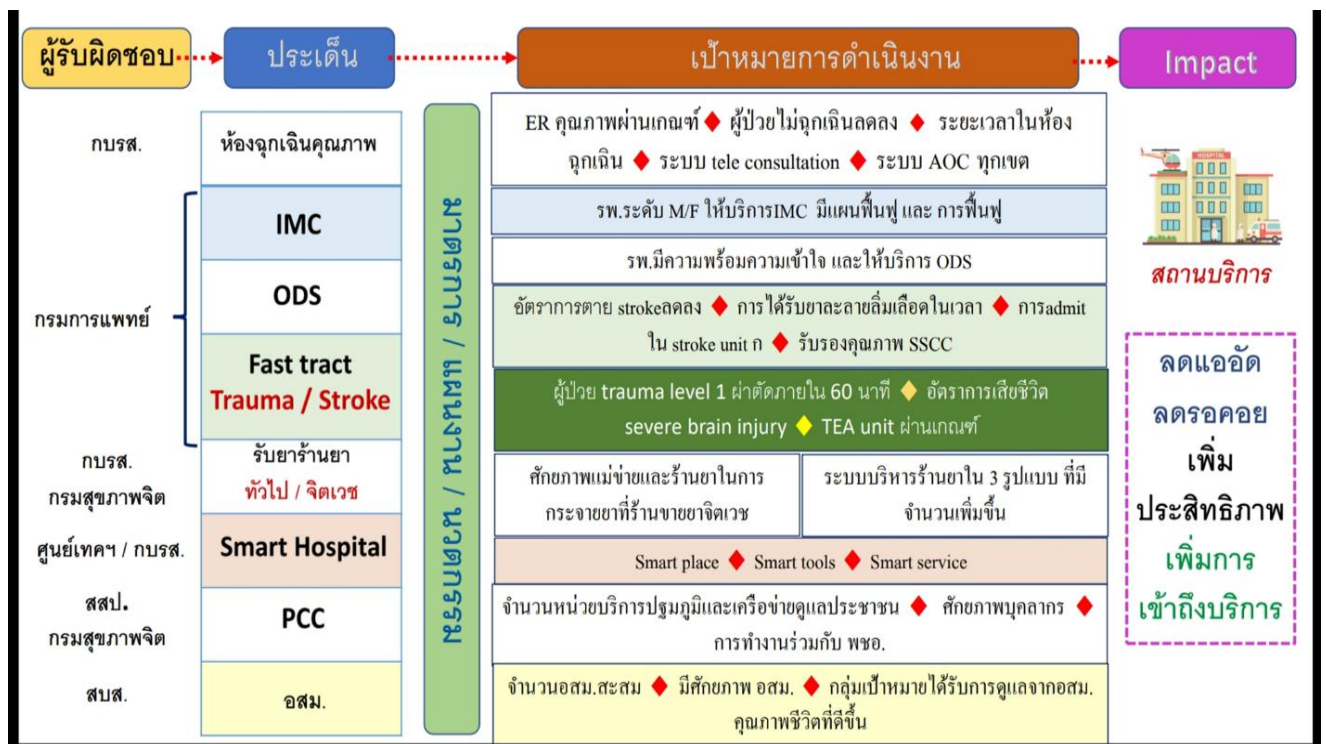 ผู้รับผิดชอบ
ประเด็น
เป้าหมายการดำเนินงาน
Impact
กบรส.
ห้องฉุกเฉินคุณภาพ
มาตรการ / แผนงาน / นวตกรรม
ER คุณภาพผ่านเกณฑ์ ♦ ผู้ป่วยไม่ฉุกเฉินลดลง ♦ ระยะเวลาในห้อง
ฉุกเฉิน ♦ ระบบ tele consultation ♦ ระบบ AOC ทุกเขต
กรมการแพทย์
IMC
รพ.ระดับ M/F ให้บริการIMC มีแผนฟื้นฟู และ การฟื้นฟู
ODS
รพ.มีความพร้อมความเข้าใจ และให้บริการ ODS
Fast tract
Trauma / Stroke
อัตราการตาย strokeลดลง ♦ การได้รับยาละลายลิ่มเลือดในเวลา ♦ การadmit
ใน stroke unit ก ♦ รับรองคุณภาพ SSCC
ผู้ป่วย trauma level 1 ผ่าตัดภายใน 60 นาที ♦ อัตราการเสียชีวิต
severe brain injury ♦ TEA unit ผ่านเกณฑ์
กบรส.
กรมสุขภาพจิต
รับยาร้านยา
ทั่วไป / จิตเวช
ศักยภาพแม่ข่ายและร้านยาในการ
กระจายยาที่ร้านขายยาจิตเวช
ระบบบริหารร้านยาใน 3 รูปแบบ ที่มี
จำนวนเพิ่มขึ้น
ศูนย์เทคฯ / กบรส.
Smart Hospital
Smart place ♦ Smart tools ♦ Smart service
สสป.
กรมสุขภาพจิต
PCC
จำนวนหน่วยบริการปฐมภูมิและเครือข่ายดูแลประชาชน ♦ ศักยภาพบุคลากร ♦
การทำงานร่วมกับ พชอ.
สบส.
อสม.
จำนวนอสม.สะสม ♦ มีศักยภาพ อสม. ♦ กลุ่มเป้าหมายได้รับการดูแลจากอสม.
คุณภาพชีวิตที่ดีขึ้น
HOSPITAL
สถานบริการ
ลดแออัด
ลดรอคอย
เพิ่ม
ประสิทธิภาพ
เพิ่มการ
เข้าถึงบริการ